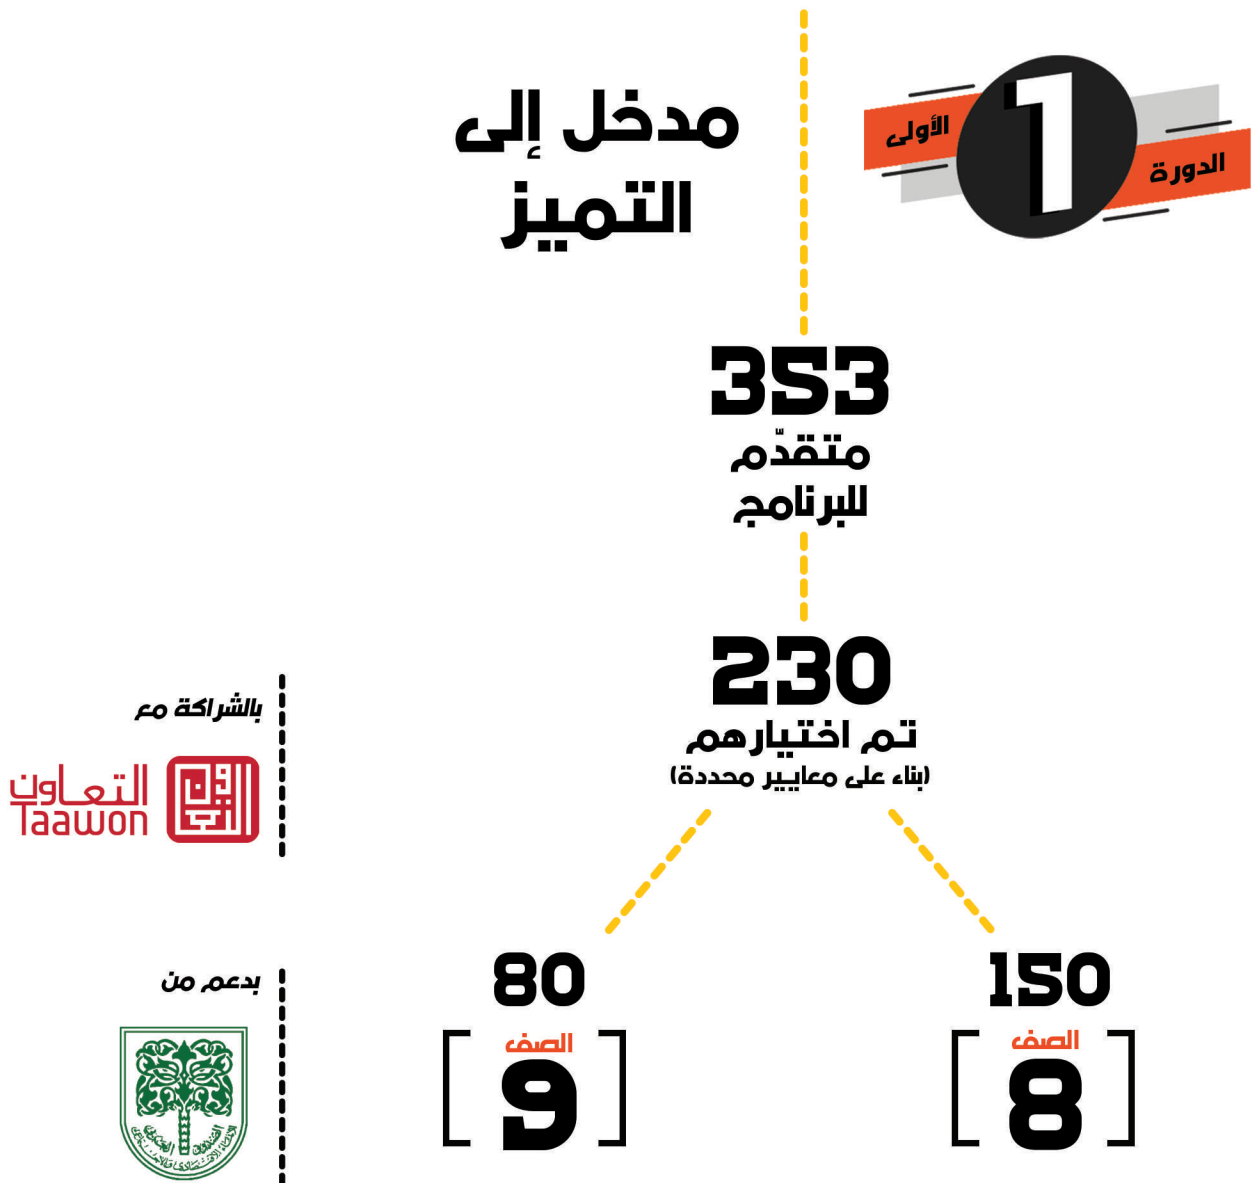 الدورة
1
الأولى
مدخل إلى
التميز
353
متقدّم
للبرنامج
230
تم اختيارهم
(بناء على معايير محددة)
150
الصف
8
80
الصف
9
بالشراكة مع
التعاون
Taawon
بدعم من